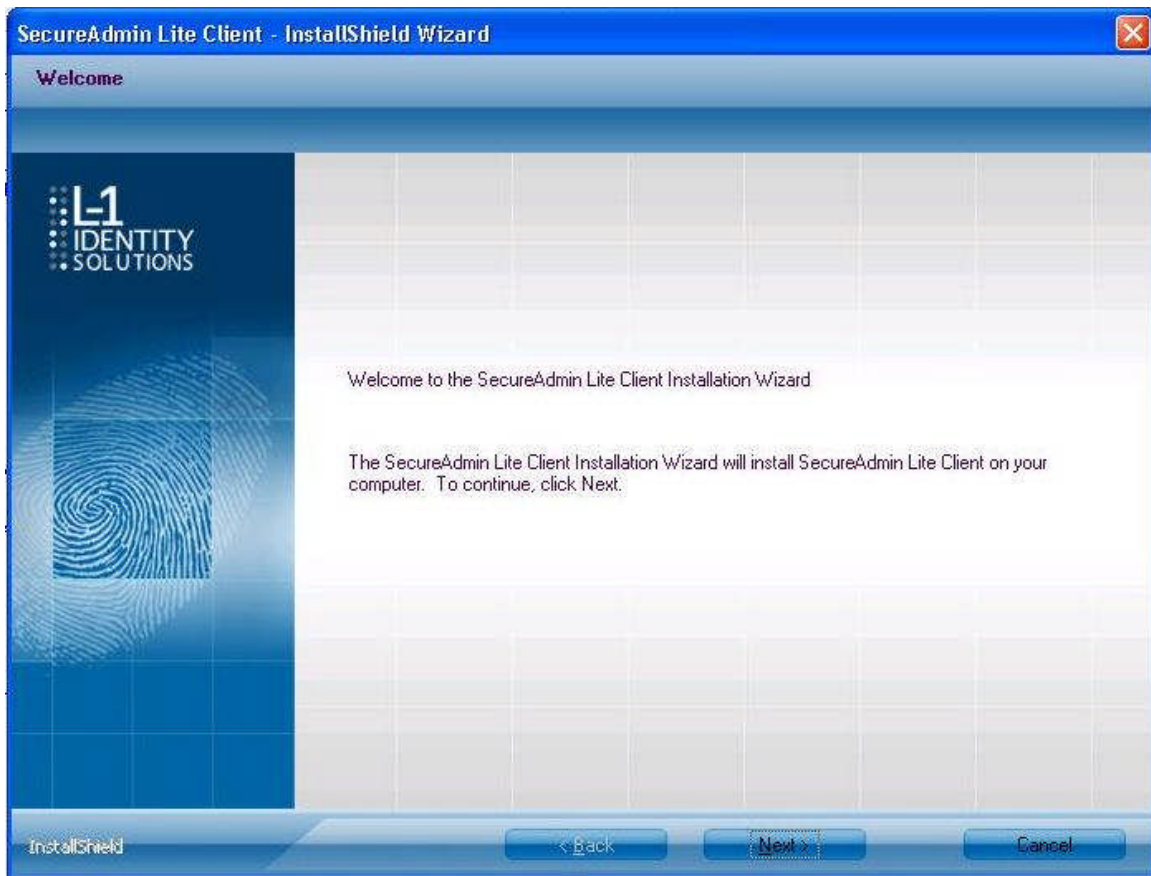 SecureAdmin Lite Client - InstallShield Wizard
Welcome
L-1
IDENTITY
SOLUTIONS
Welcome to the SecureAdmin Lite Client Installation Wizard
The SecureAdmin Lite Client Installation Wizard will install SecureAdmin Lite Client on your
computer. To continue, click Next.
InstallShield
< Back
Next >
Cancel